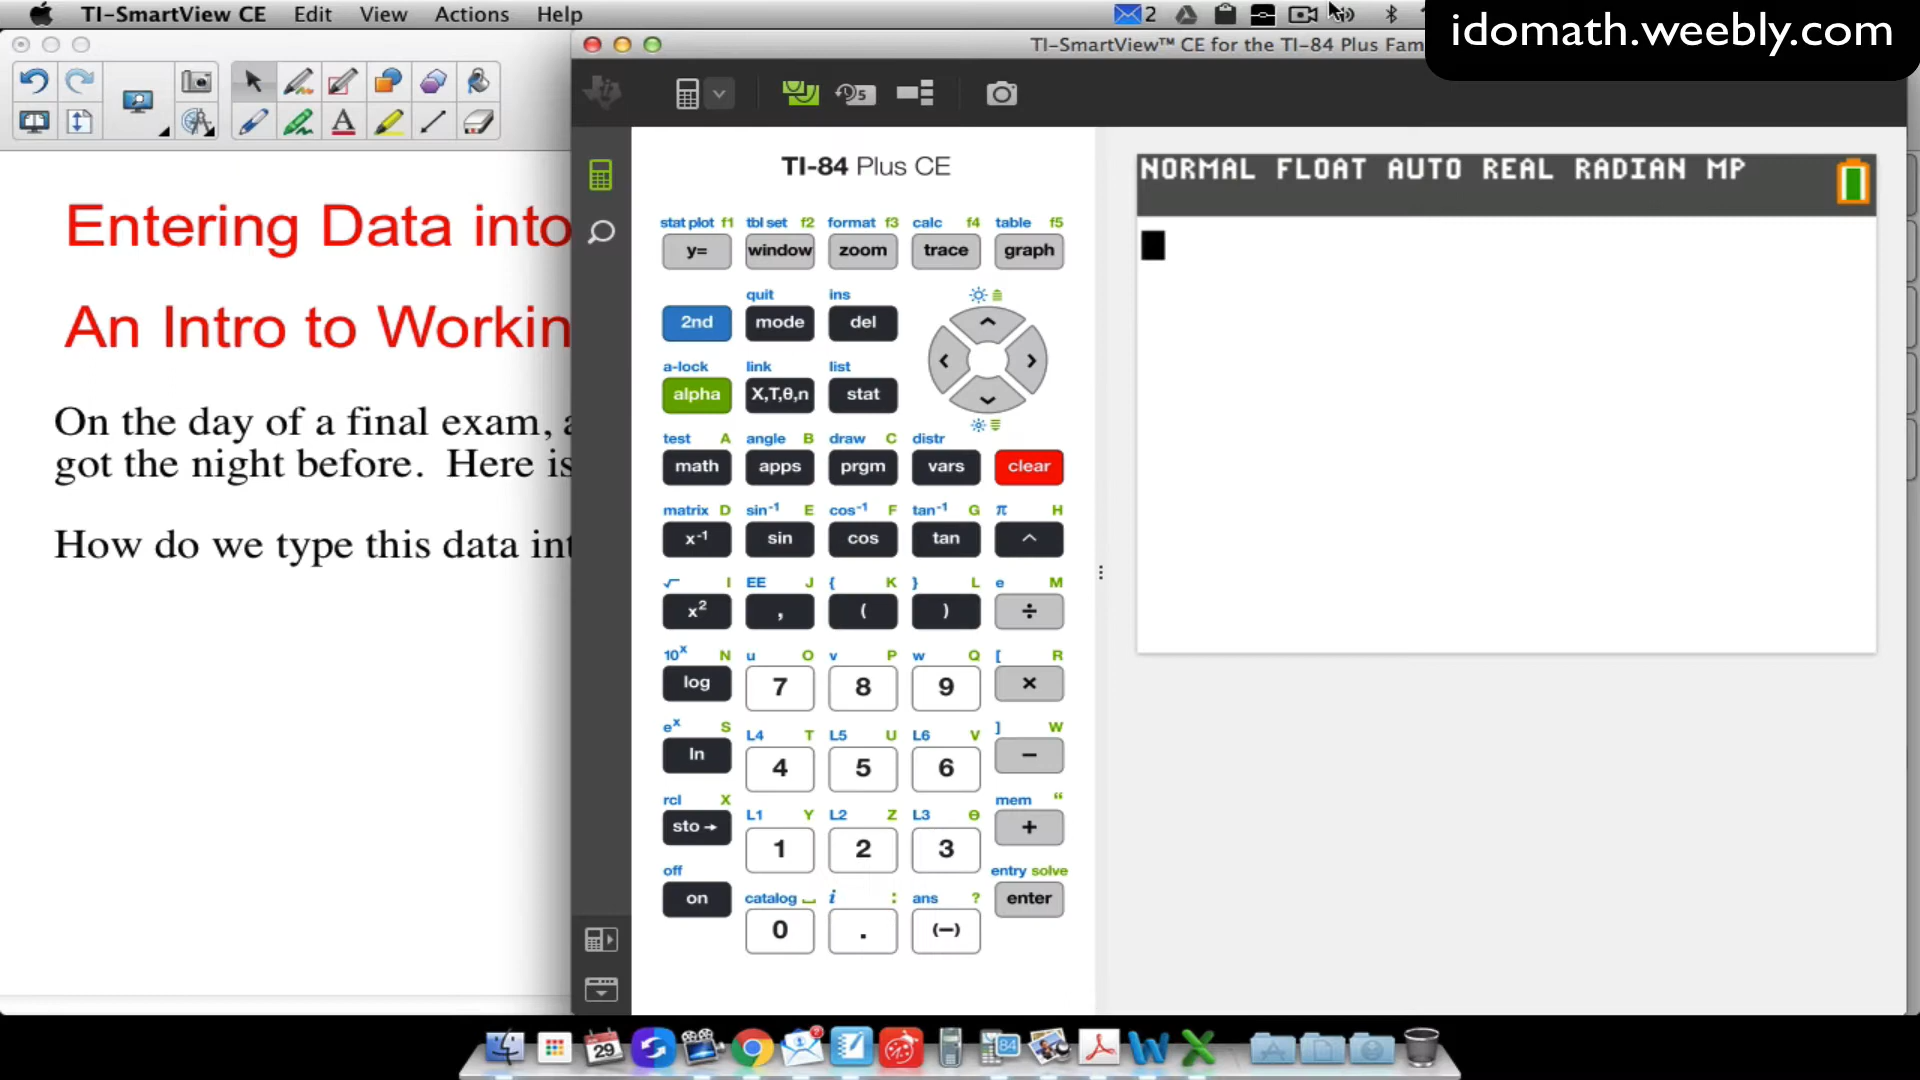 TI-SmartView CE Edit View Actions Help
2
idomath.weebly.com
TI-SmartView™ CE for the TI-84 Plus Fam
Entering Data into
An Intro to Workin
On the day of a final exam, a
got the night before. Here is
How do we type this data int
TI-84 Plus CE
NORMAL FLOAT AUTO REAL RADIAN MP
stat plot f1 tbl set f2 format f3 calc f4 table f5
y= window zoom trace graph
quit ins
2nd mode del
a-lock link list
alpha X,T,θ,n stat
test A angle B draw C distr
math apps prgm vars clear
matrix D sin⁻¹ E cos⁻¹ F tan⁻¹ G π H
x⁻¹ sin cos tan ^
√ I EE J { K } L e M
x² , ( ) ÷
10ˣ N u O v P w Q [ R
log 7 8 9 ×
eˣ S L4 T L5 U L6 V ] W
ln 4 5 6 −
rcl X L1 Y L2 Z L3 θ mem “
sto→ 1 2 3 +
off catalog i : ans ? entry solve
on 0 . (−) enter
29
84